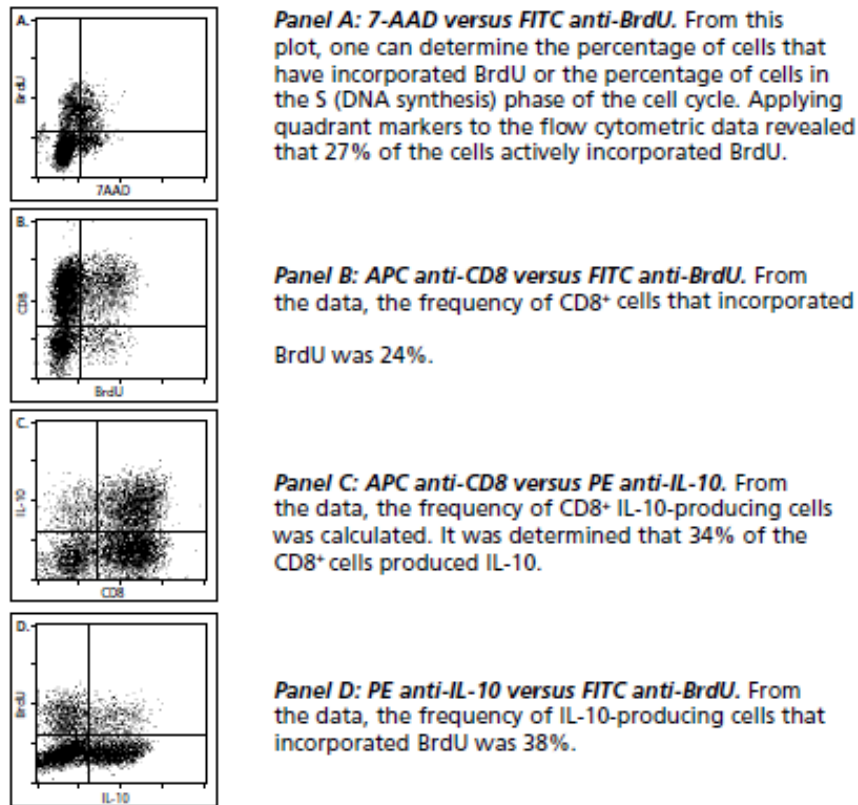 A.
BrdU
7AAD
Panel A: 7-AAD versus FITC anti-BrdU. From this
plot, one can determine the percentage of cells that
have incorporated BrdU or the percentage of cells in
the S (DNA synthesis) phase of the cell cycle. Applying
quadrant markers to the flow cytometric data revealed
that 27% of the cells actively incorporated BrdU.
B.
CD8
BrdU
Panel B: APC anti-CD8 versus FITC anti-BrdU. From
the data, the frequency of CD8⁺ cells that incorporated
BrdU was 24%.
C.
IL-10
CD8
Panel C: APC anti-CD8 versus PE anti-IL-10. From
the data, the frequency of CD8⁺ IL-10-producing cells
was calculated. It was determined that 34% of the
CD8⁺ cells produced IL-10.
D.
BrdU
IL-10
Panel D: PE anti-IL-10 versus FITC anti-BrdU. From
the data, the frequency of IL-10-producing cells that
incorporated BrdU was 38%.